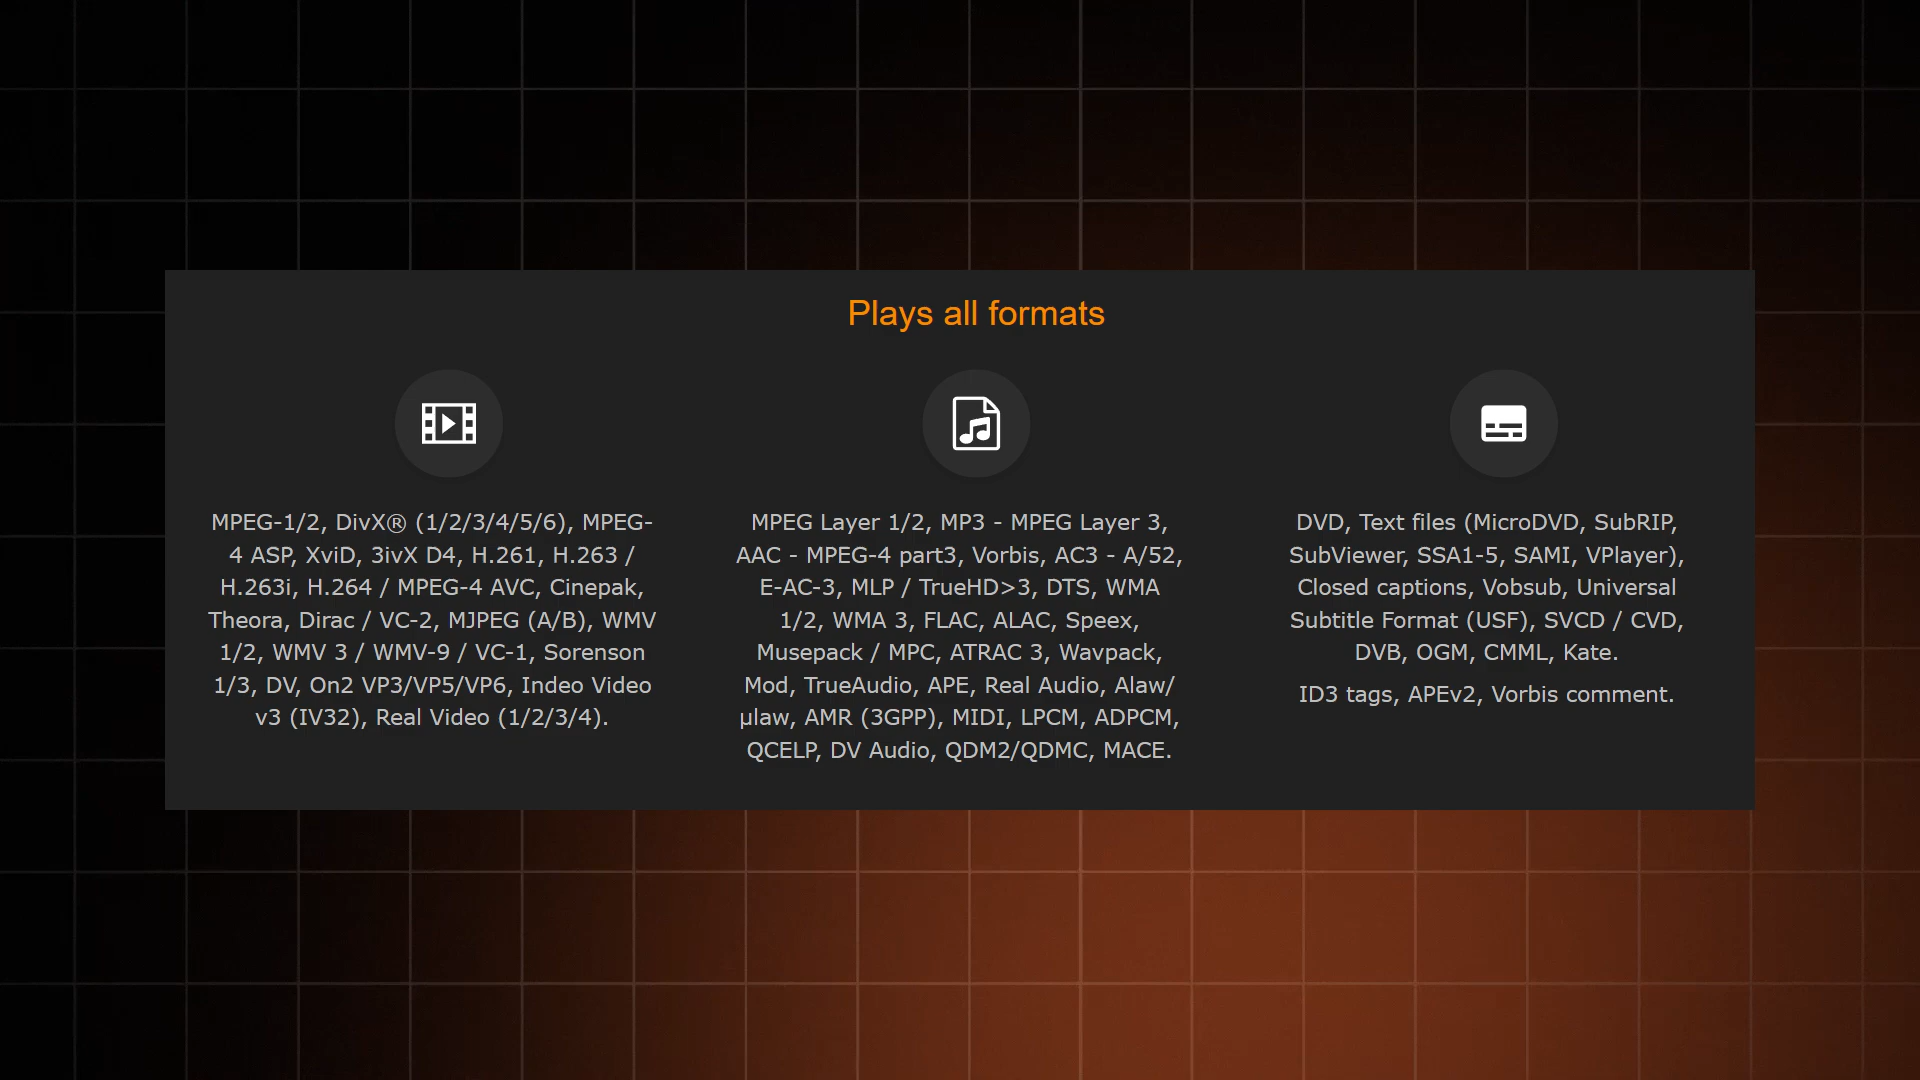 Plays all formats
MPEG-1/2, DivX® (1/2/3/4/5/6), MPEG-
4 ASP, XviD, 3ivX D4, H.261, H.263 /
H.263i, H.264 / MPEG-4 AVC, Cinepak,
Theora, Dirac / VC-2, MJPEG (A/B), WMV
1/2, WMV 3 / WMV-9 / VC-1, Sorenson
1/3, DV, On2 VP3/VP5/VP6, Indeo Video
v3 (IV32), Real Video (1/2/3/4).
MPEG Layer 1/2, MP3 - MPEG Layer 3,
AAC - MPEG-4 part3, Vorbis, AC3 - A/52,
E-AC-3, MLP / TrueHD>3, DTS, WMA
1/2, WMA 3, FLAC, ALAC, Speex,
Musepack / MPC, ATRAC 3, Wavpack,
Mod, TrueAudio, APE, Real Audio, Alaw/
µlaw, AMR (3GPP), MIDI, LPCM, ADPCM,
QCELP, DV Audio, QDM2/QDMC, MACE.
DVD, Text files (MicroDVD, SubRIP,
SubViewer, SSA1-5, SAMI, VPlayer),
Closed captions, Vobsub, Universal
Subtitle Format (USF), SVCD / CVD,
DVB, OGM, CMML, Kate.
ID3 tags, APEv2, Vorbis comment.